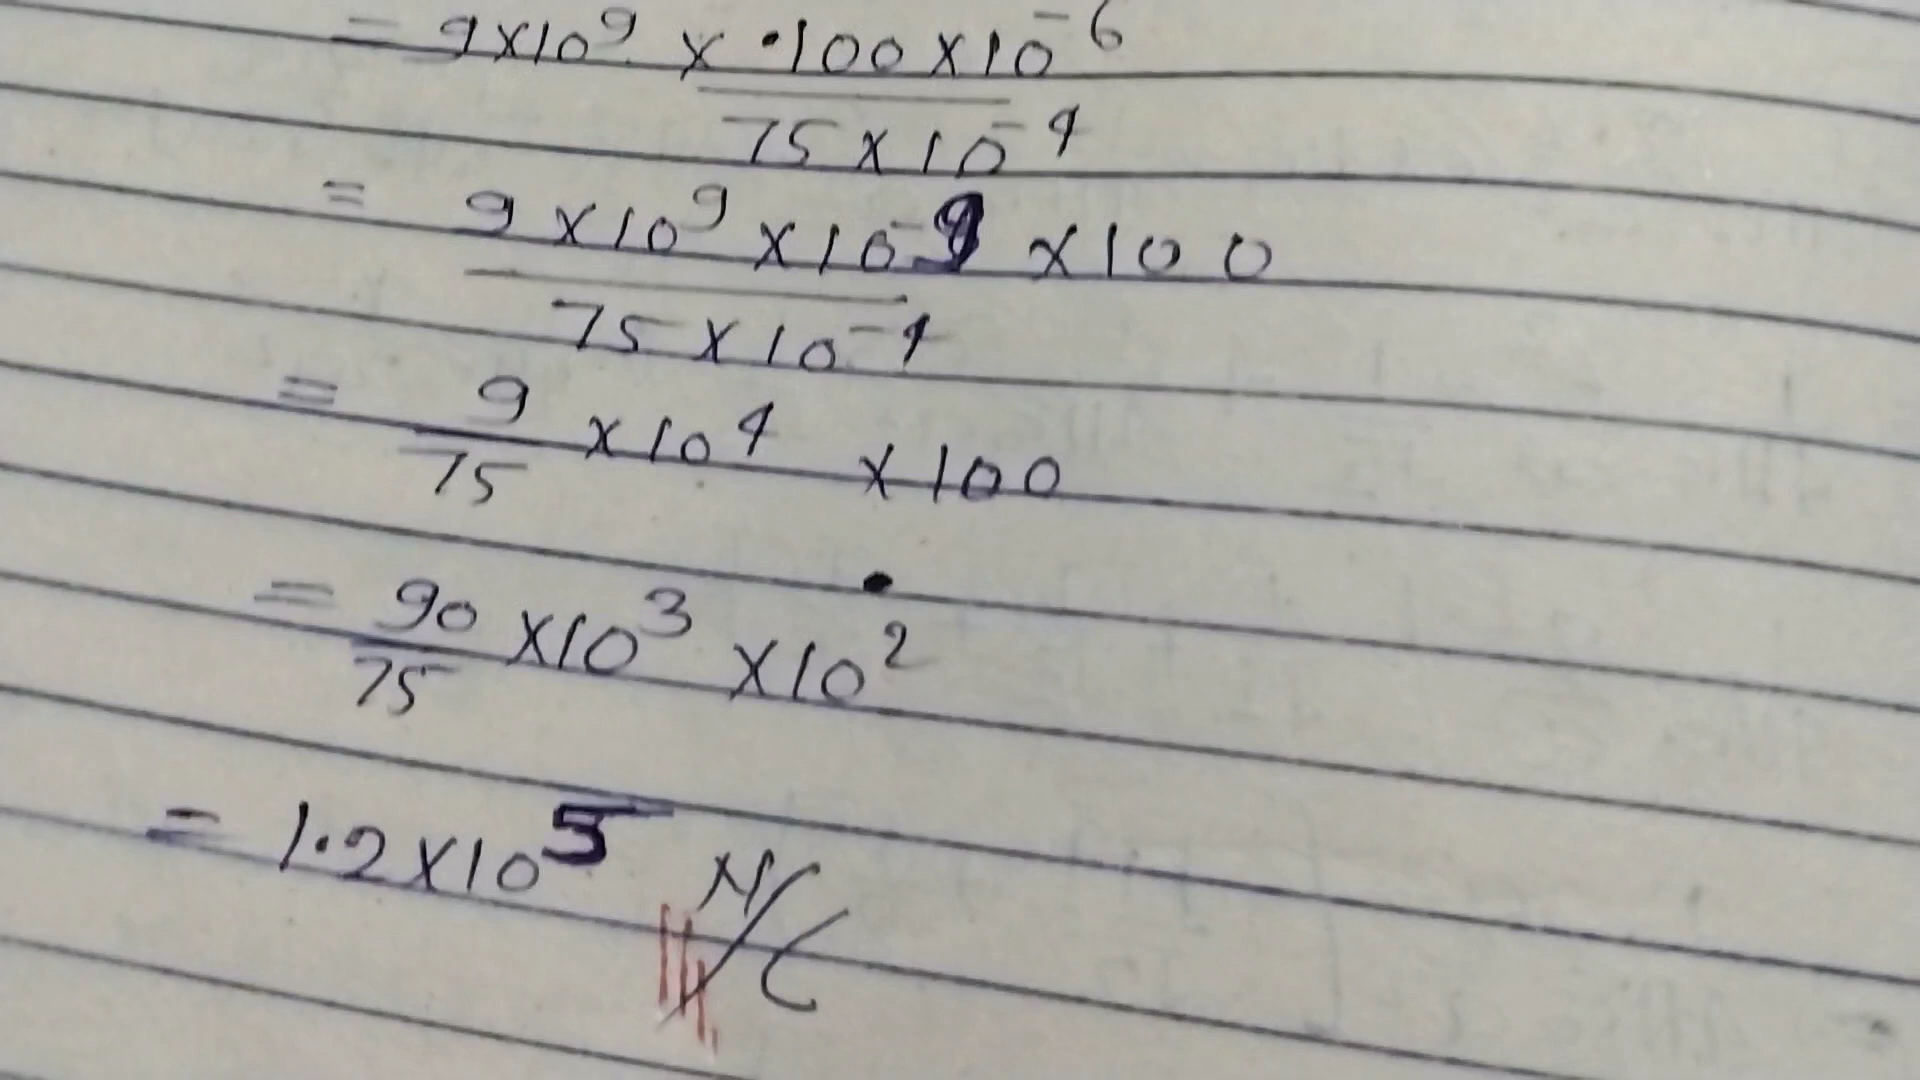 = 9×10⁹ × ·100×10⁻⁶
75×10⁻⁴
= 9×10⁹×10⁻⁹ ×100
75×10⁻⁴
= 9/75 ×10⁴ ×100
= 90/75 ×10³ ×10²
= 1.2×10⁵ N/C